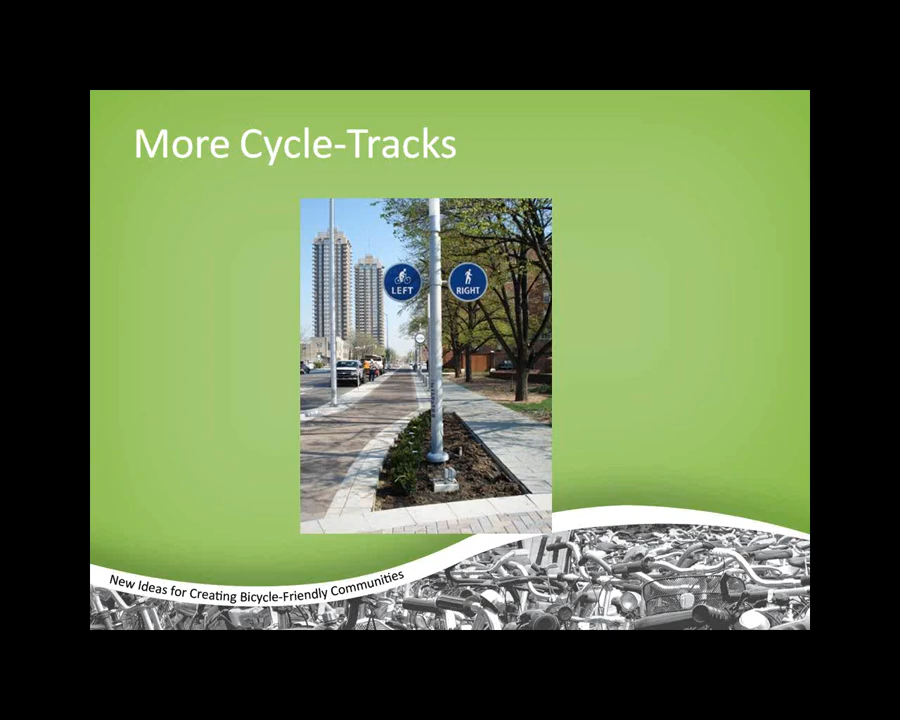 More Cycle-Tracks
LEFT
RIGHT
New Ideas for Creating Bicycle-Friendly Communities